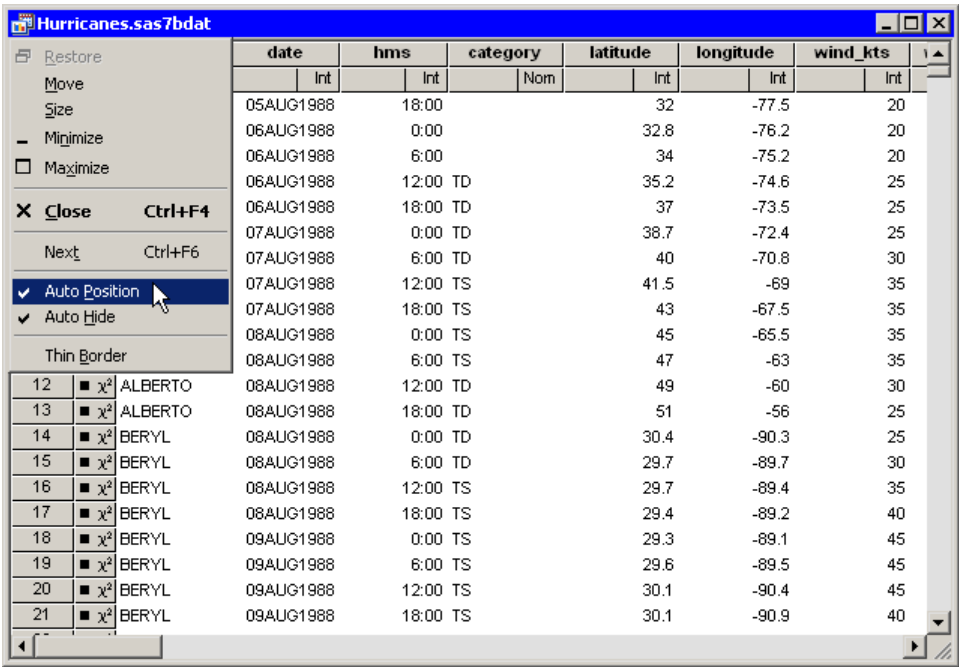 Hurricanes.sas7bdat
Restore
Move
Size
Minimize
Maximize
Close Ctrl+F4
Next Ctrl+F6
Auto Position
Auto Hide
Thin Border
date hms category latitude longitude wind_kts
Int Int Nom Int Int Int
05AUG1988 18:00 32 -77.5 20
06AUG1988 0:00 32.8 -76.2 20
06AUG1988 6:00 34 -75.2 20
06AUG1988 12:00 TD 35.2 -74.6 25
06AUG1988 18:00 TD 37 -73.5 25
07AUG1988 0:00 TD 38.7 -72.4 25
07AUG1988 6:00 TD 40 -70.8 30
07AUG1988 12:00 TS 41.5 -69 35
07AUG1988 18:00 TS 43 -67.5 35
08AUG1988 0:00 TS 45 -65.5 35
08AUG1988 6:00 TS 47 -63 35
12 χ² ALBERTO 08AUG1988 12:00 TD 49 -60 30
13 χ² ALBERTO 08AUG1988 18:00 TD 51 -56 25
14 χ² BERYL 08AUG1988 0:00 TD 30.4 -90.3 25
15 χ² BERYL 08AUG1988 6:00 TD 29.7 -89.7 30
16 χ² BERYL 08AUG1988 12:00 TS 29.7 -89.4 35
17 χ² BERYL 08AUG1988 18:00 TS 29.4 -89.2 40
18 χ² BERYL 09AUG1988 0:00 TS 29.3 -89.1 45
19 χ² BERYL 09AUG1988 6:00 TS 29.6 -89.5 45
20 χ² BERYL 09AUG1988 12:00 TS 30.1 -90.4 45
21 χ² BERYL 09AUG1988 18:00 TS 30.1 -90.9 40